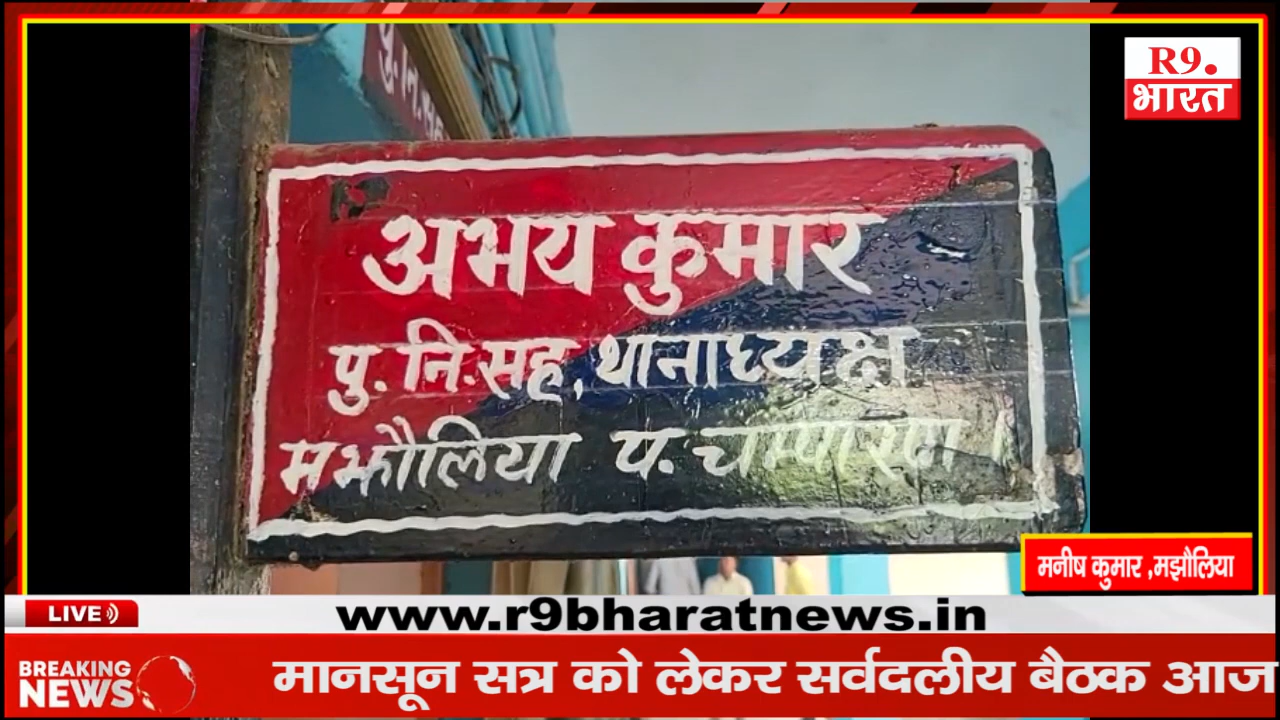 R9.
भारत
पु.नि.सह
अभय कुमार
पु.नि.सह, थानाध्यक्ष
मझौलिया प.चम्पारण।
मनीष कुमार ,मझौलिया
LIVE
www.r9bharatnews.in
BREAKING
NEWS
मानसून सत्र को लेकर सर्वदलीय बैठक आज